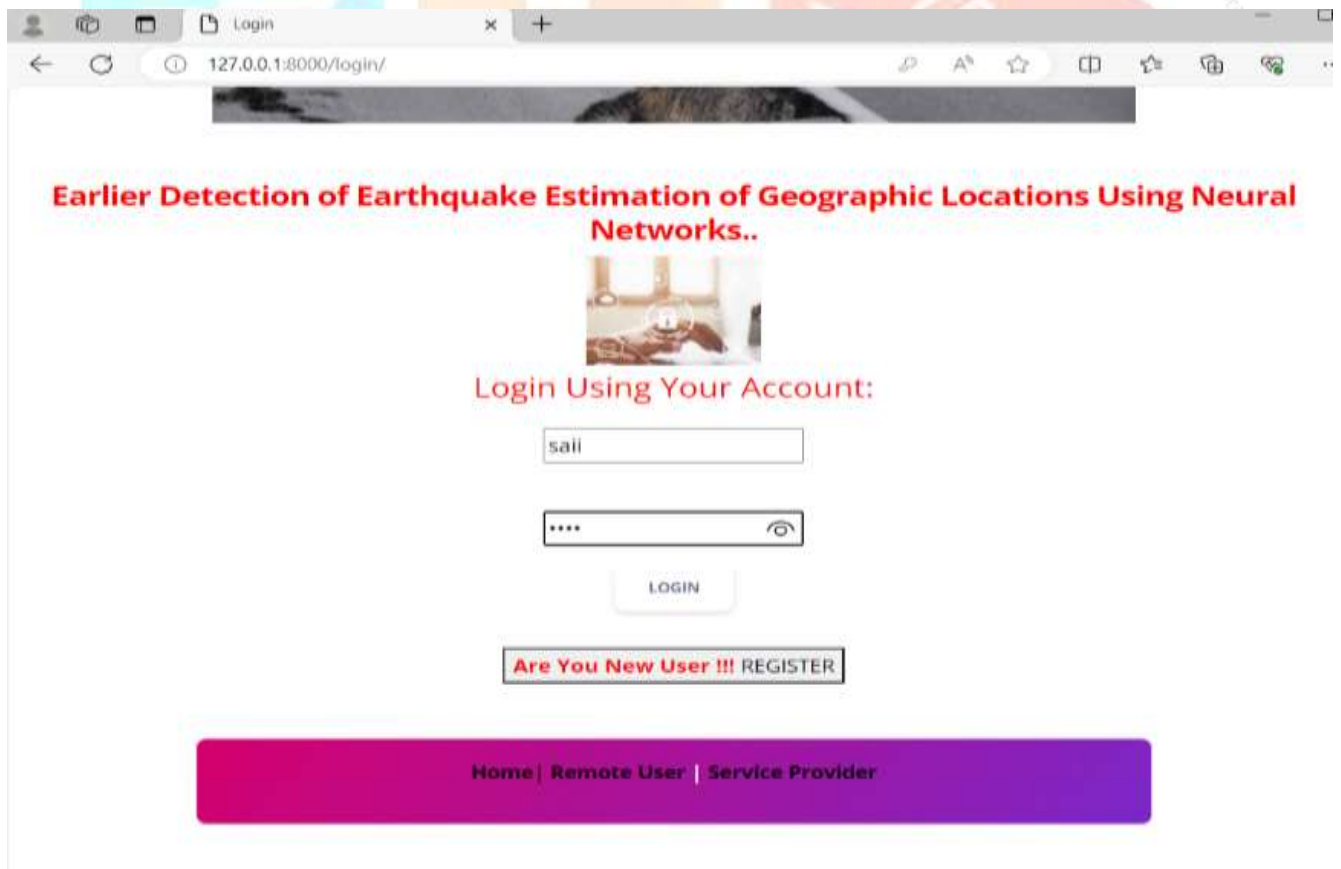 Login
127.0.0.1:8000/login/
Earlier Detection of Earthquake Estimation of Geographic Locations Using Neural
Networks..
Login Using Your Account:
saii
••••
LOGIN
Are You New User !!! REGISTER
Home| Remote User | Service Provider